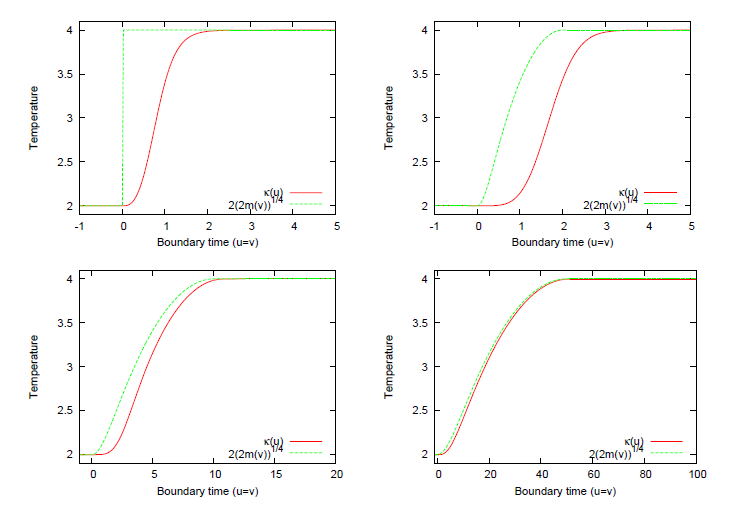 4
3.5
3
2.5
2
Temperature
κ(u)
2(2m(v))^1/4
-1 0 1 2 3 4 5
Boundary time (u=v)
4
3.5
3
2.5
2
Temperature
κ(u)
2(2m(v))^1/4
-1 0 1 2 3 4 5
Boundary time (u=v)
4
3.5
3
2.5
2
Temperature
κ(u)
2(2m(v))^1/4
0 5 10 15 20
Boundary time (u=v)
4
3.5
3
2.5
2
Temperature
κ(u)
2(2m(v))^1/4
0 20 40 60 80 100
Boundary time (u=v)